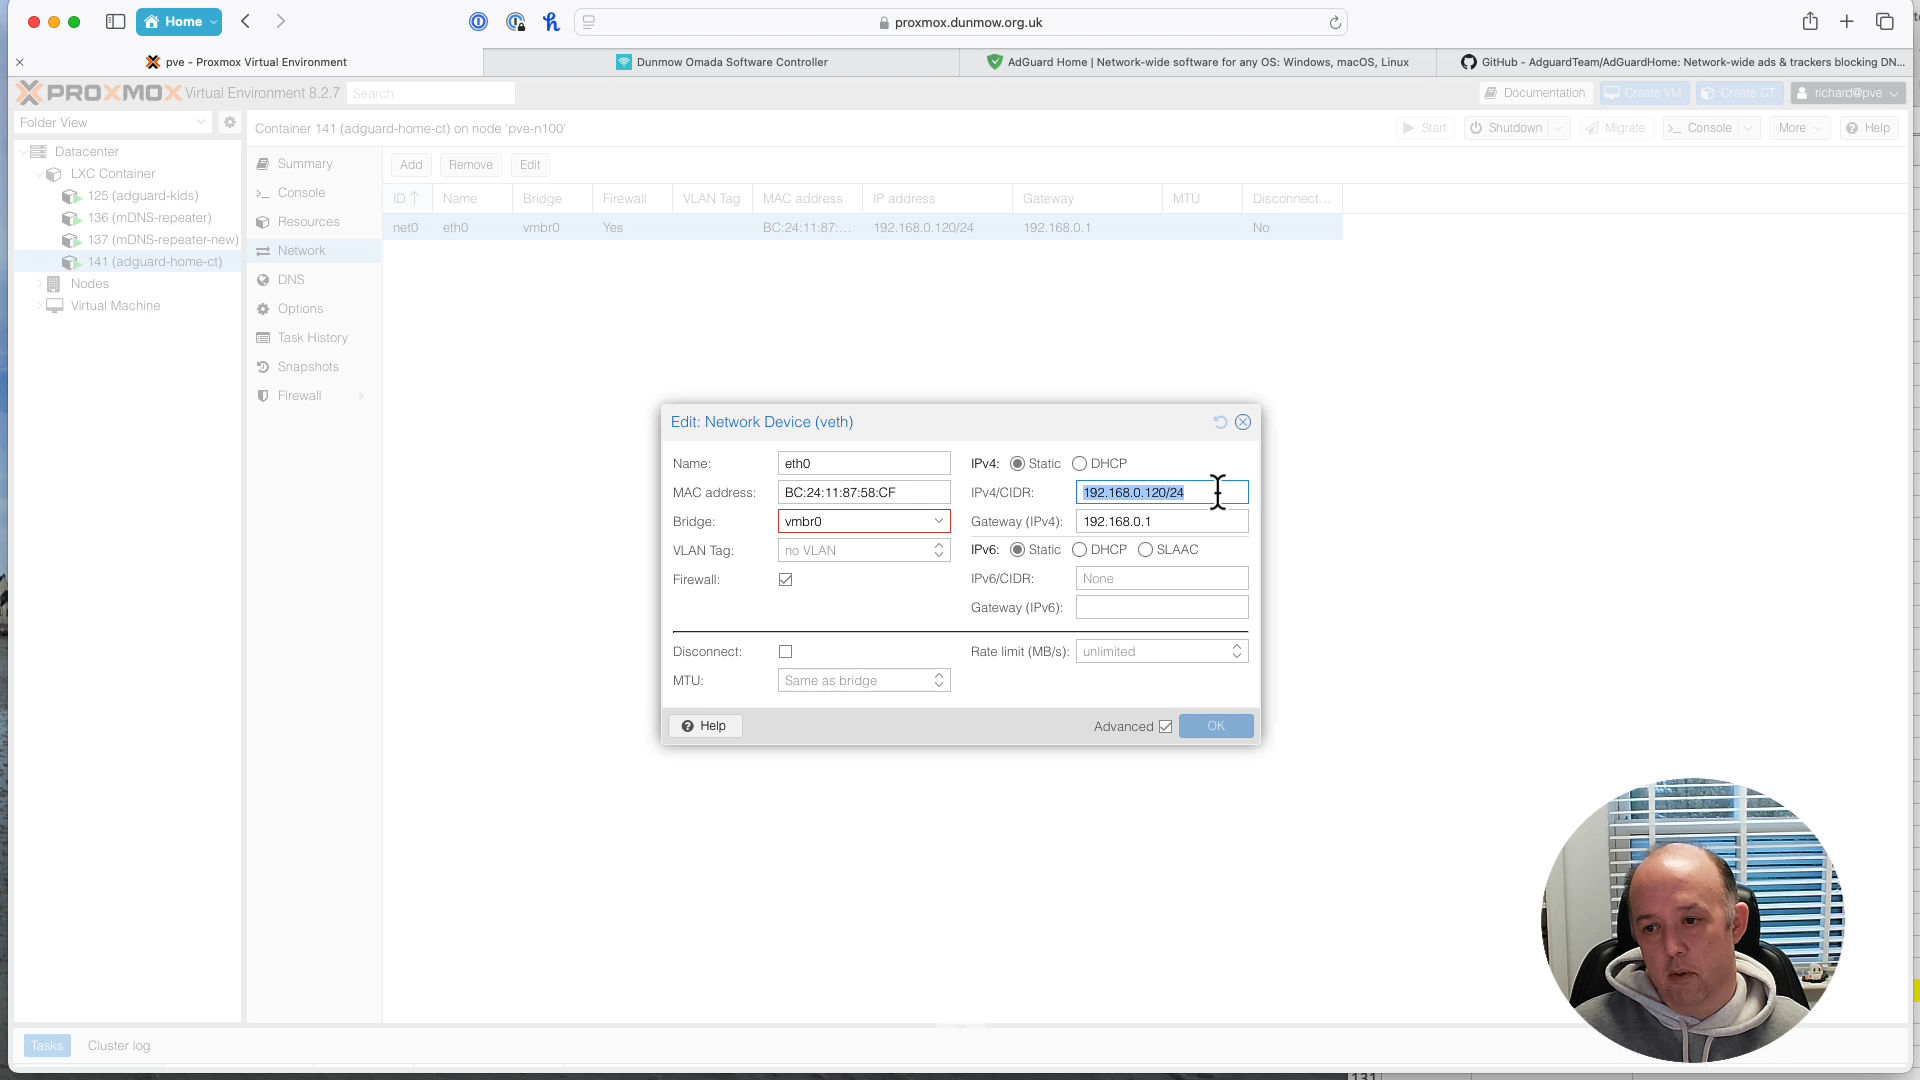 Home
proxmox.dunmow.org.uk
pve - Proxmox Virtual Environment
Dunmow Omada Software Controller
AdGuard Home | Network-wide software for any OS: Windows, macOS, Linux
GitHub - AdguardTeam/AdGuardHome: Network-wide ads & trackers blocking DN...
PROXMOX Virtual Environment 8.2.7
Search
Documentation
Create VM
Create CT
richard@pve
Folder View
Container 141 (adguard-home-ct) on node 'pve-n100'
Start
Shutdown
Migrate
Console
More
Help
Datacenter
LXC Container
125 (adguard-kids)
136 (mDNS-repeater)
137 (mDNS-repeater-new)
141 (adguard-home-ct)
Nodes
Virtual Machine
Summary
Console
Resources
Network
DNS
Options
Task History
Snapshots
Firewall
Add
Remove
Edit
ID Name Bridge Firewall VLAN Tag MAC address IP address Gateway MTU Disconnect...
net0 eth0 vmbr0 Yes BC:24:11:87:... 192.168.0.120/24 192.168.0.1 No
Edit: Network Device (veth)
Name: eth0
MAC address: BC:24:11:87:58:CF
Bridge: vmbr0
VLAN Tag: no VLAN
Firewall:
IPv4: Static DHCP
IPv4/CIDR: 192.168.0.120/24
Gateway (IPv4): 192.168.0.1
IPv6: Static DHCP SLAAC
IPv6/CIDR: None
Gateway (IPv6):
Disconnect:
MTU: Same as bridge
Rate limit (MB/s): unlimited
Help
Advanced
OK
Tasks
Cluster log
131